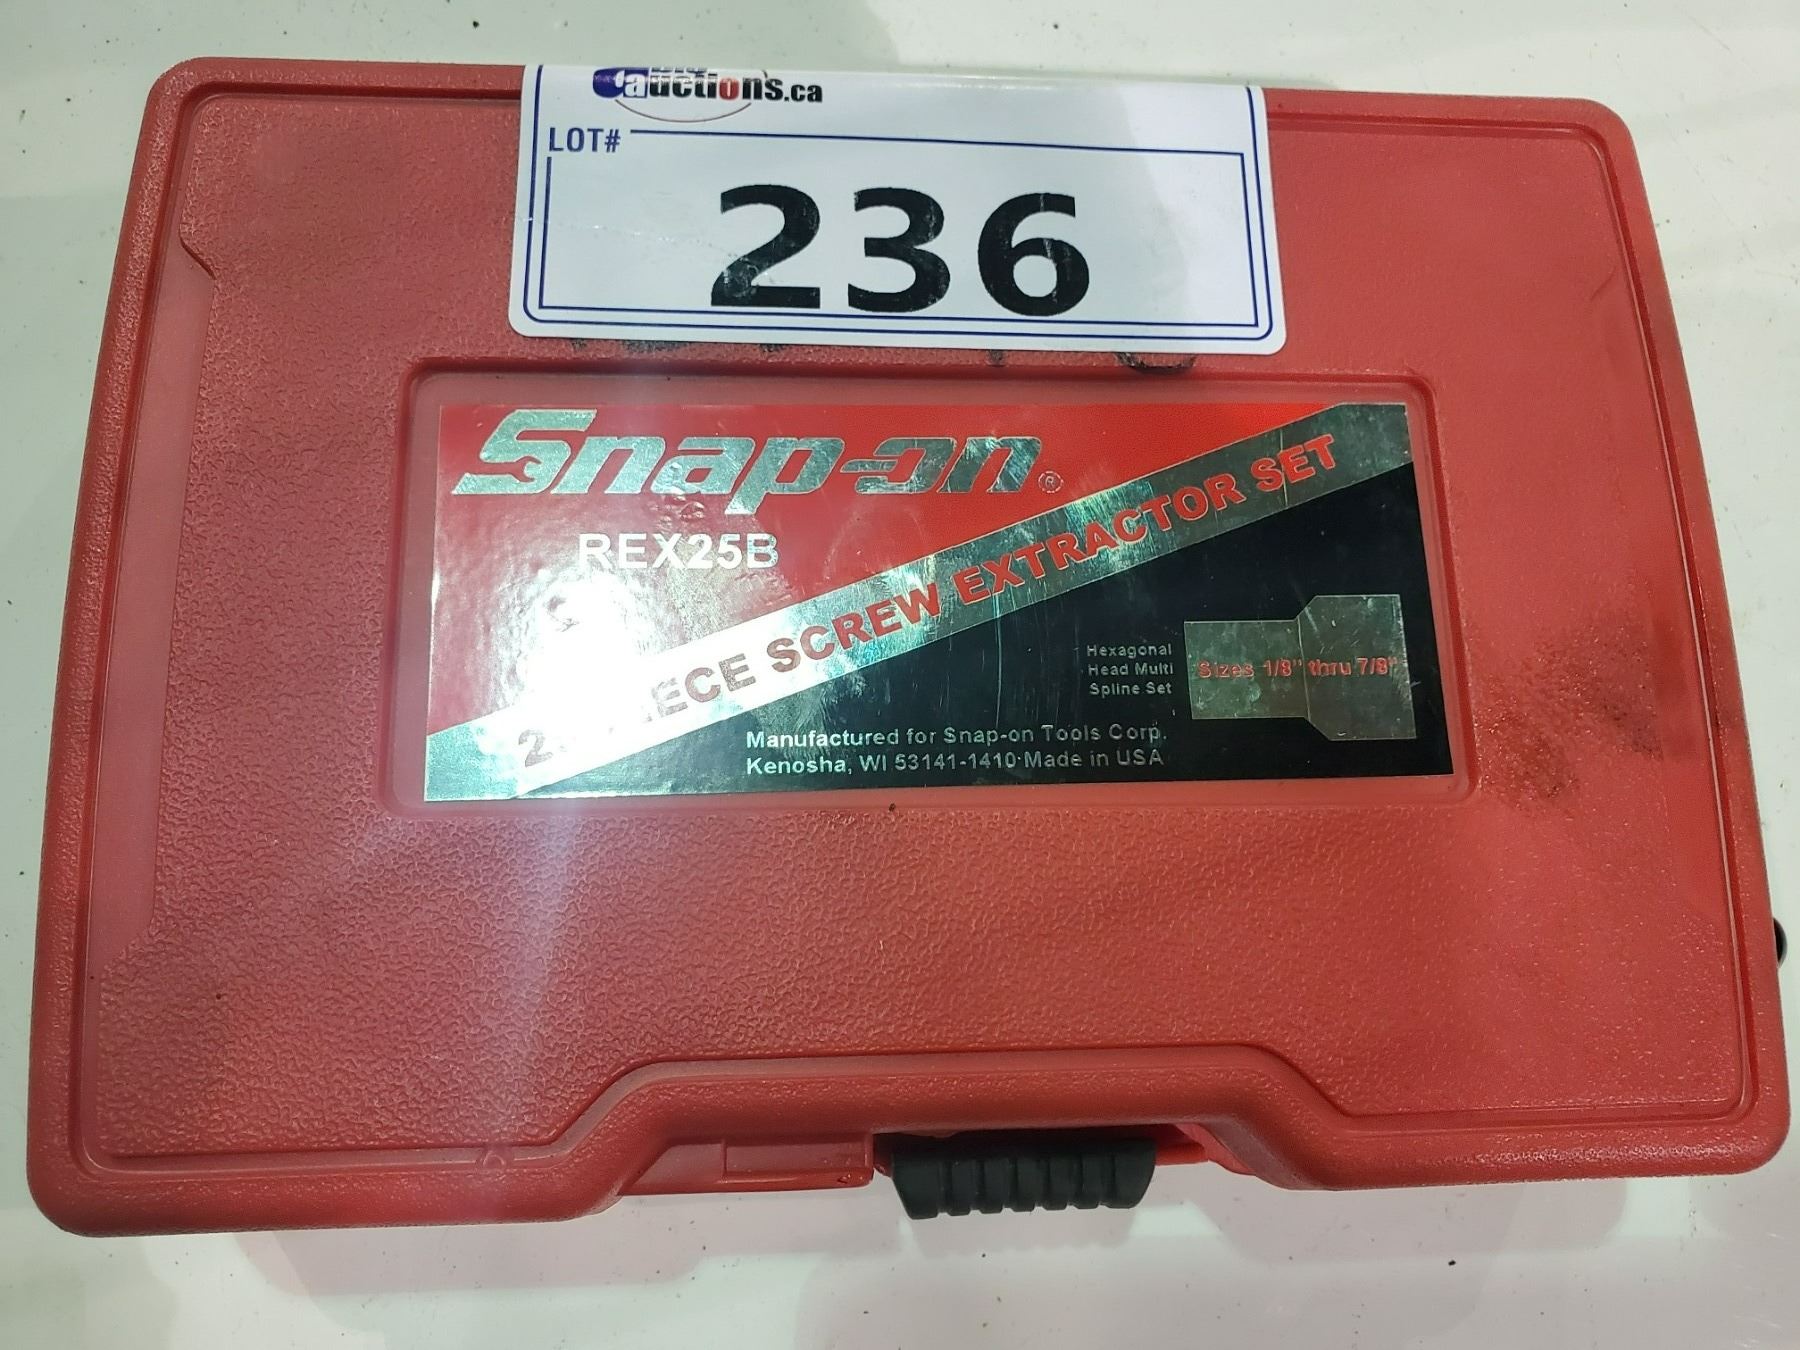 auctions.ca
LOT#
236
Snap-on®
REX25B
SCREW EXTRACTOR SET
Hexagonal
Head Multi
Spline Set
Sizes 1/8" thru 7/8"
Manufactured for Snap-on Tools Corp.
Kenosha, WI 53141-1410 Made in USA